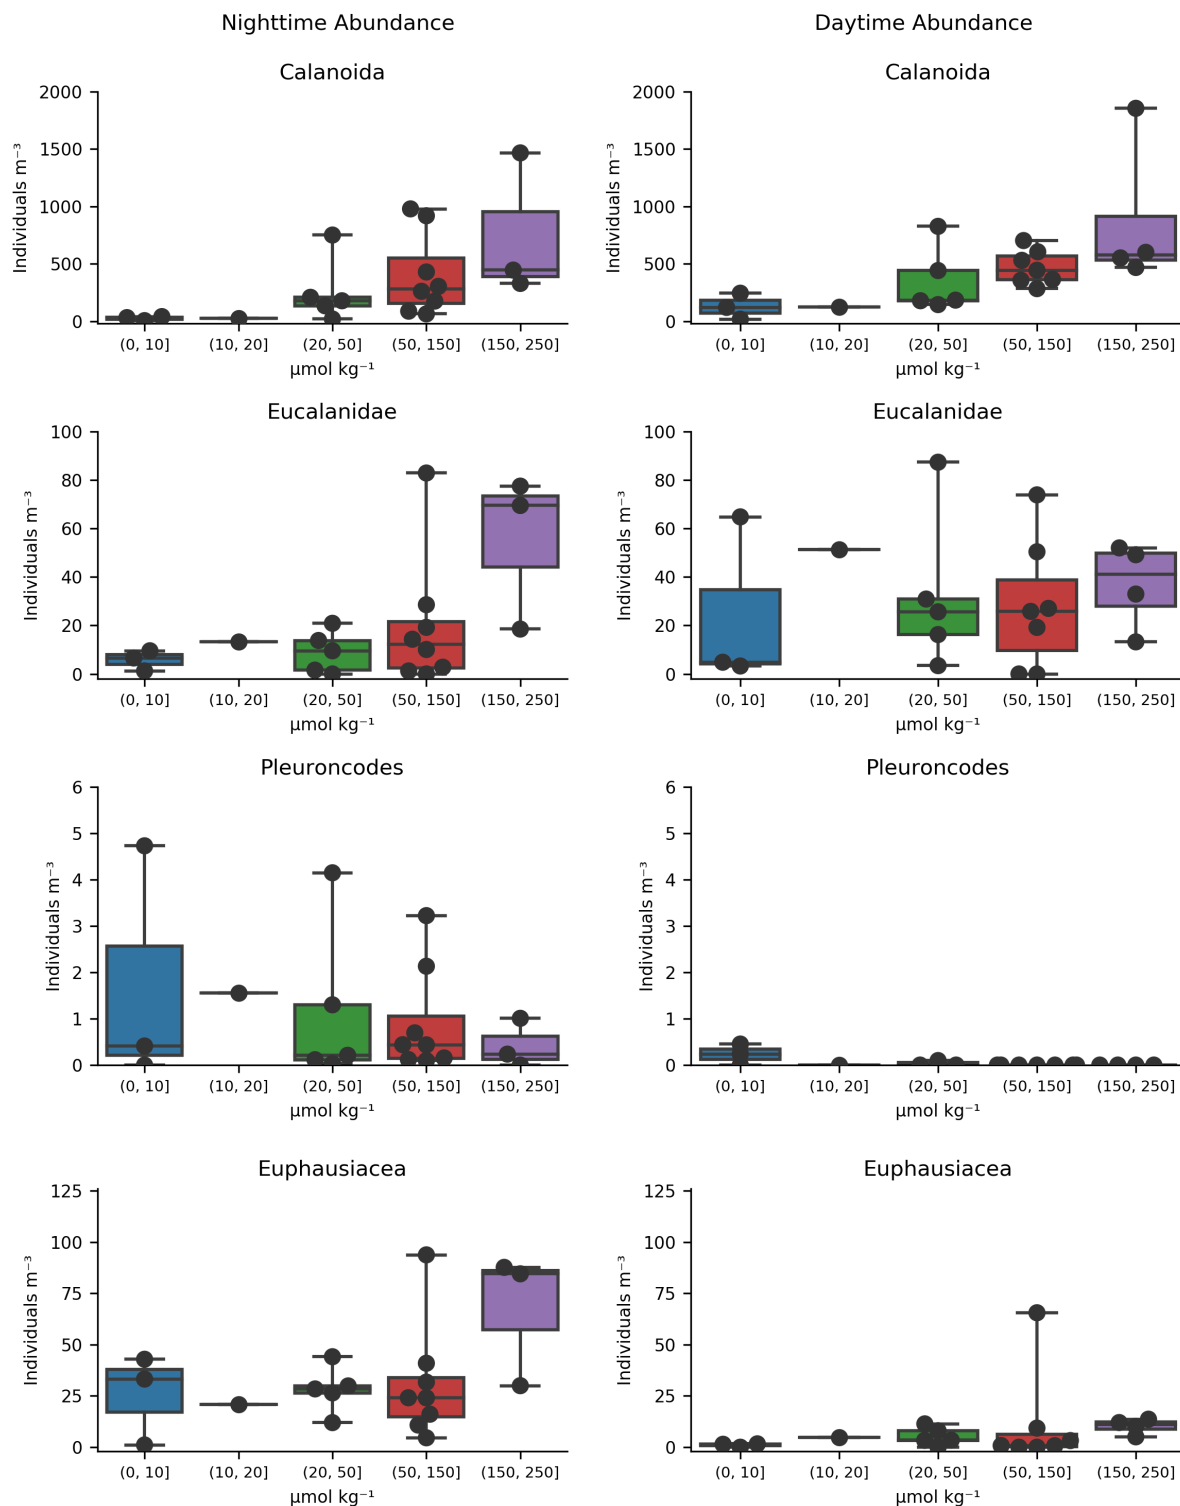 Nighttime Abundance
Daytime Abundance
Calanoida
Calanoida
2000
1500
1000
500
0
Individuals m⁻³
(0, 10] (10, 20] (20, 50] (50, 150] (150, 250]
µmol kg⁻¹
2000
1500
1000
500
0
Individuals m⁻³
(0, 10] (10, 20] (20, 50] (50, 150] (150, 250]
µmol kg⁻¹
Eucalanidae
Eucalanidae
100
80
60
40
20
0
Individuals m⁻³
(0, 10] (10, 20] (20, 50] (50, 150] (150, 250]
µmol kg⁻¹
100
80
60
40
20
0
Individuals m⁻³
(0, 10] (10, 20] (20, 50] (50, 150] (150, 250]
µmol kg⁻¹
Pleuroncodes
Pleuroncodes
6
5
4
3
2
1
0
Individuals m⁻³
(0, 10] (10, 20] (20, 50] (50, 150] (150, 250]
µmol kg⁻¹
6
5
4
3
2
1
0
Individuals m⁻³
(0, 10] (10, 20] (20, 50] (50, 150] (150, 250]
µmol kg⁻¹
Euphausiacea
Euphausiacea
125
100
75
50
25
0
Individuals m⁻³
(0, 10] (10, 20] (20, 50] (50, 150] (150, 250]
µmol kg⁻¹
125
100
75
50
25
0
Individuals m⁻³
(0, 10] (10, 20] (20, 50] (50, 150] (150, 250]
µmol kg⁻¹